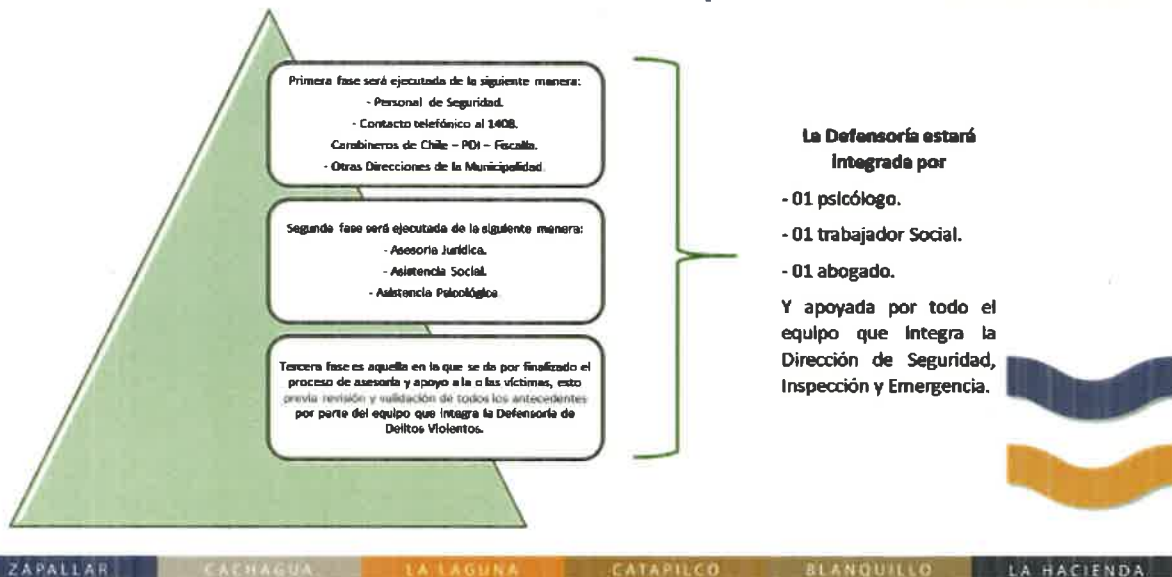 Primera fase será ejecutada de la siguiente manera:
- Personal de Seguridad.
- Contacto telefónico al 1408.
Carabineros de Chile – PDI – Fiscalía.
- Otras Direcciones de la Municipalidad.
Segunda fase será ejecutada de la siguiente manera:
- Asesoría Jurídica.
- Asistencia Social.
- Asistencia Psicológica.
Tercera fase es aquella en la que se da por finalizado el
proceso de asesoría y apoyo a la o las víctimas, esto
previa revisión y validación de todos los antecedentes
por parte del equipo que integra la Defensoría de
Delitos Violentos.
La Defensoría estará
integrada por
- 01 psicólogo.
- 01 trabajador Social.
- 01 abogado.
Y apoyada por todo el
equipo que integra la
Dirección de Seguridad,
Inspección y Emergencia.
ZAPALLAR CACHAGUA LA LAGUNA CATAPILCO BLANQUILLO LA HACIENDA